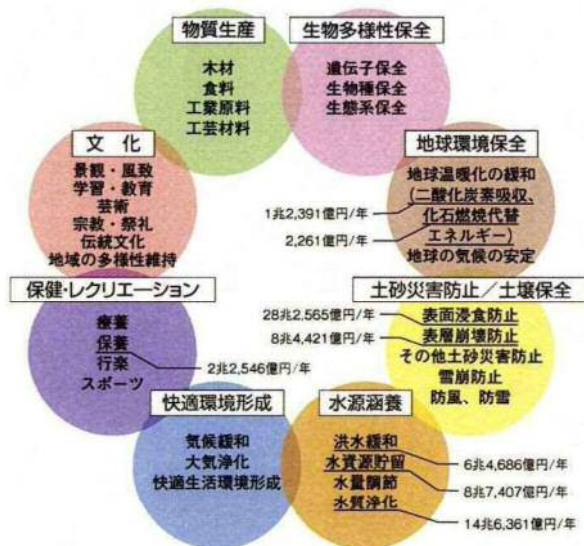 物質生産
木材
食料
工業原料
工芸材料
生物多様性保全
遺伝子保全
生物種保全
生態系保全
地球環境保全
地球温暖化の緩和
(二酸化炭素吸収、
化石燃焼代替
エネルギー)
地球の気候の安定
1兆2,391億円/年
2,261億円/年
土砂災害防止/土壌保全
表面浸食防止
表層崩壊防止
その他土砂災害防止
雪崩防止
防風、防雪
28兆2,565億円/年
8兆4,421億円/年
水源涵養
洪水緩和
水資源貯留
水量調節
水質浄化
6兆4,686億円/年
8兆7,407億円/年
14兆6,361億円/年
快適環境形成
気候緩和
大気浄化
快適生活環境形成
保健・レクリエーション
療養
保養
行楽
スポーツ
2兆2,546億円/年
文化
景観・風致
学習・教育
芸術
宗教・祭礼
伝統文化
地域の多様性維持